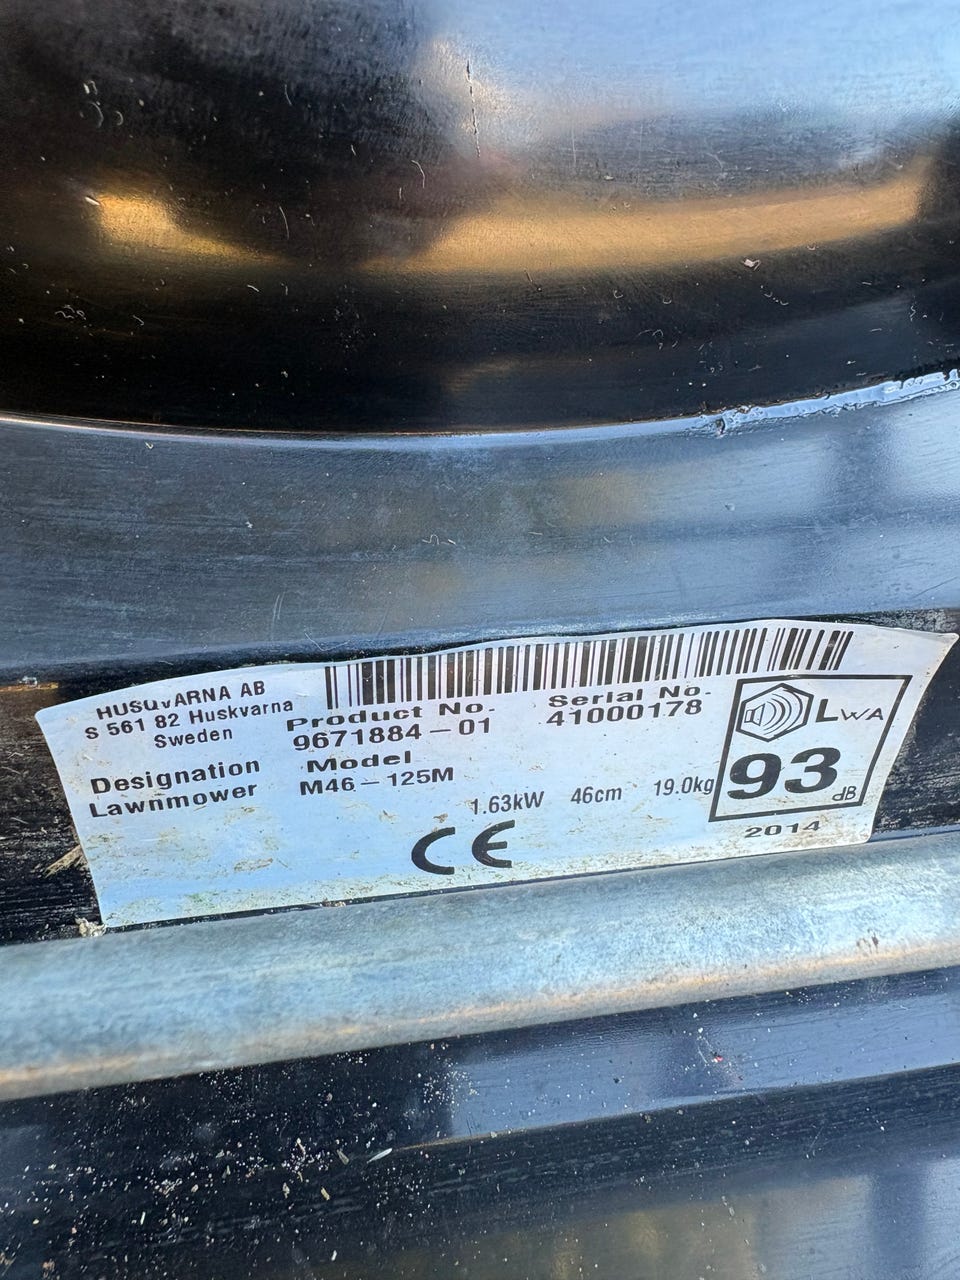 HUSQvARNA AB
S 561 82 Huskvarna
Sweden
Designation
Lawnmower
Product No.
9671884-01
Model
M46-125M
Serial No.
41000178
1.63kW 46cm 19.0kg
CE
LWA
93
dB
2014